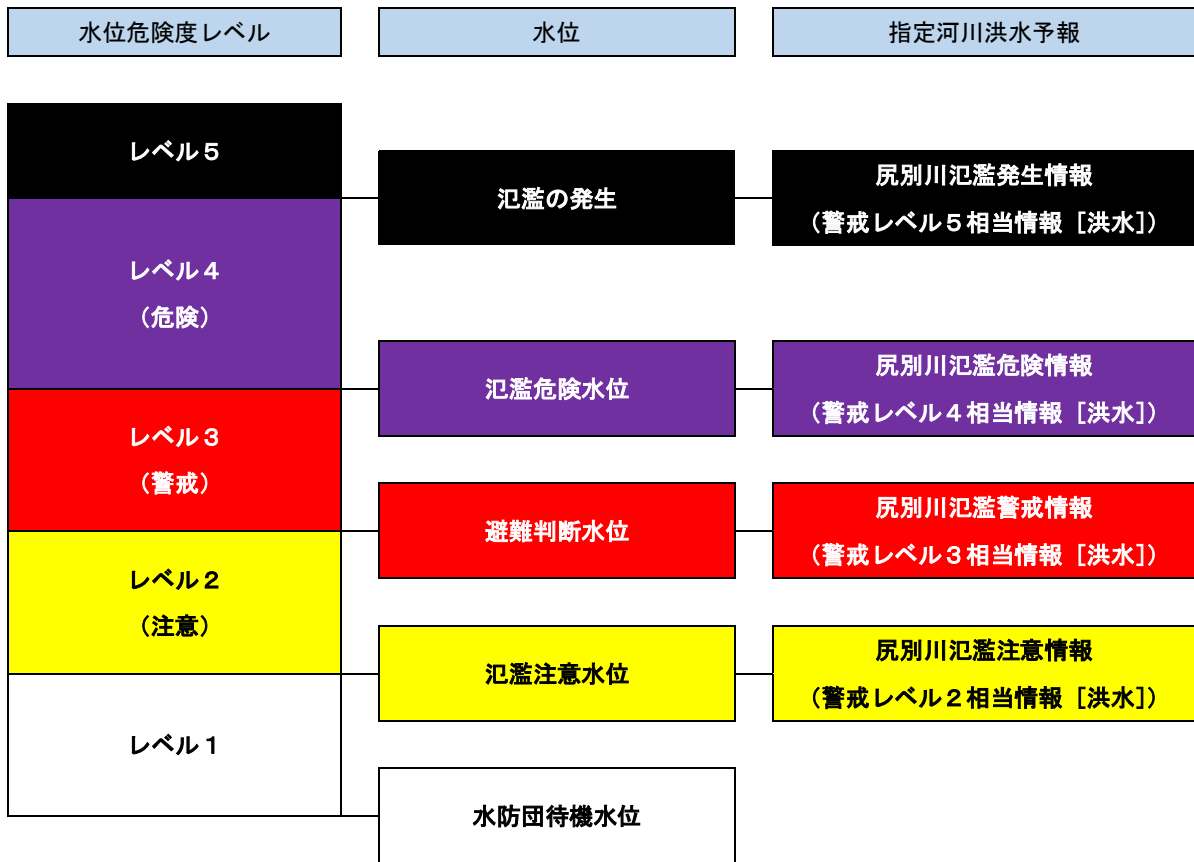 水位危険度レベル
水位
指定河川洪水予報
レベル５
氾濫の発生
尻別川氾濫発生情報
（警戒レベル５相当情報［洪水］）
レベル４
（危険）
氾濫危険水位
尻別川氾濫危険情報
（警戒レベル４相当情報［洪水］）
レベル３
（警戒）
避難判断水位
尻別川氾濫警戒情報
（警戒レベル３相当情報［洪水］）
レベル２
（注意）
氾濫注意水位
尻別川氾濫注意情報
（警戒レベル２相当情報［洪水］）
レベル１
水防団待機水位